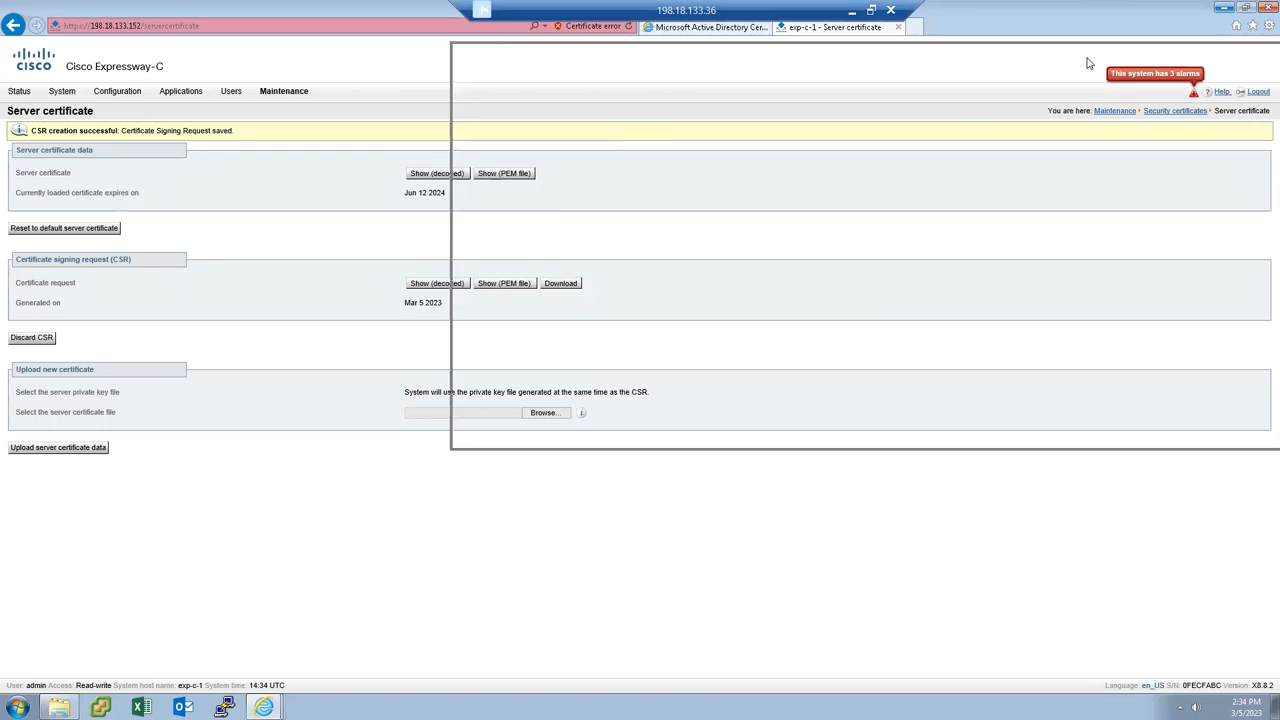 198.18.133.36
https://198.18.133.152/servercertificate
Certificate error
Microsoft Active Directory Cer...
exp-c-1 - Server certificate
CISCO
Cisco Expressway-C
This system has 3 alarms
Status System Configuration Applications Users Maintenance
Help Logout
Server certificate
You are here: Maintenance Security certificates Server certificate
CSR creation successful: Certificate Signing Request saved.
Server certificate data
Server certificate
Show (decoded) Show (PEM file)
Currently loaded certificate expires on
Jun 12 2024
Reset to default server certificate
Certificate signing request (CSR)
Certificate request
Show (decoded) Show (PEM file) Download
Generated on
Mar 5 2023
Discard CSR
Upload new certificate
Select the server private key file
System will use the private key file generated at the same time as the CSR.
Select the server certificate file
Browse...
Upload server certificate data
User: admin Access: Read-write System host name: exp-c-1 System time: 14:34 UTC
Language: en_US S/N: 0FECFABC Version: X8.8.2
2:34 PM
3/5/2023